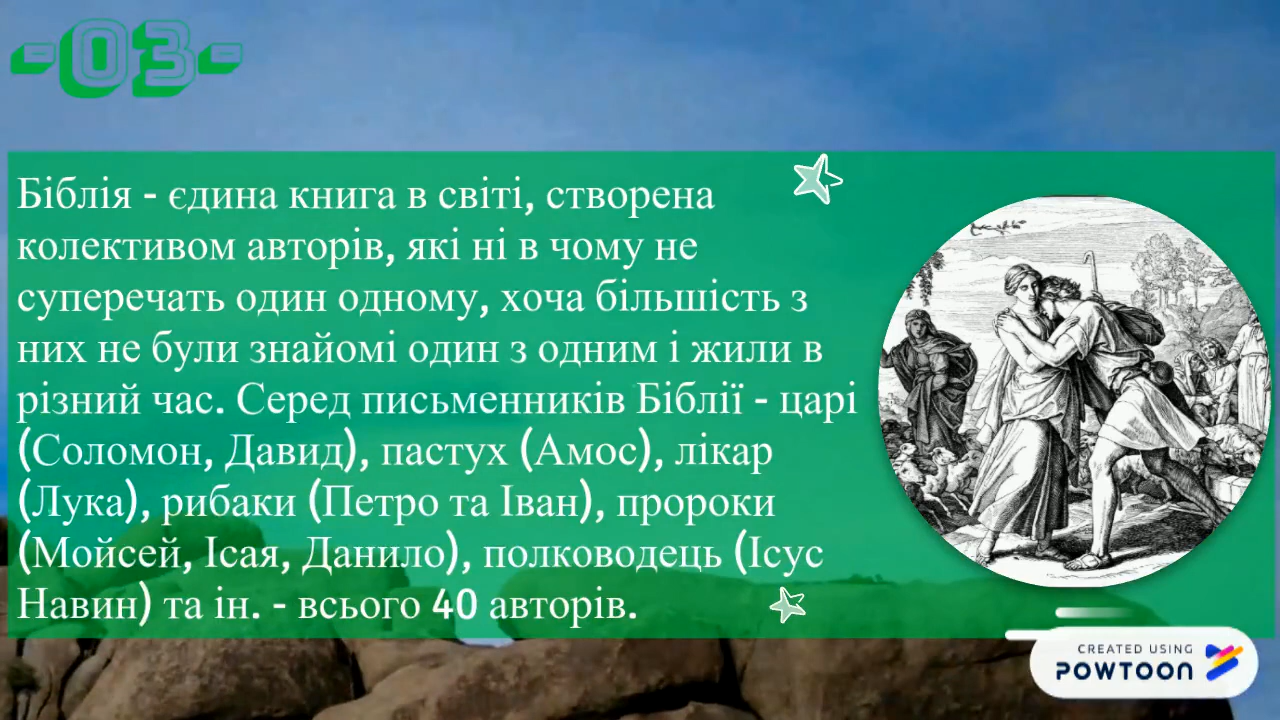 -03-
Біблія - єдина книга в світі, створена
колективом авторів, які ні в чому не
суперечать один одному, хоча більшість з
них не були знайомі один з одним і жили в
різний час. Серед письменників Біблії - царі
(Соломон, Давид), пастух (Амос), лікар
(Лука), рибаки (Петро та Іван), пророки
(Мойсей, Ісая, Данило), полководець (Ісус
Навин) та ін. - всього 40 авторів.
CREATED USING
POWTOON